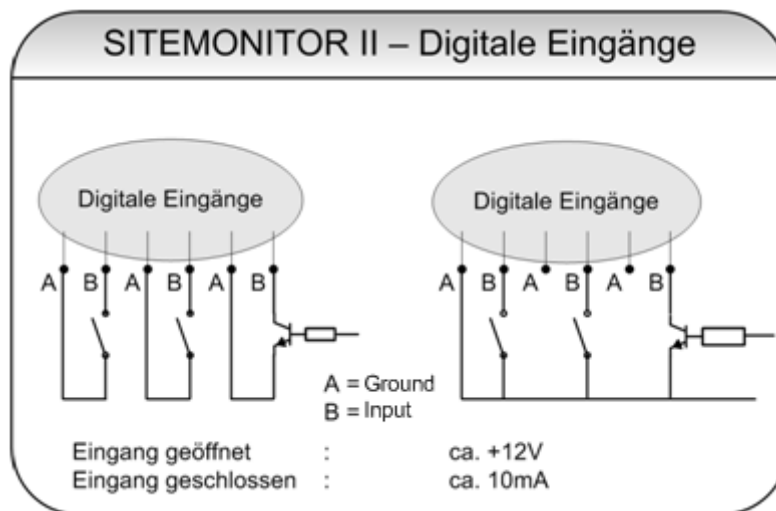 SITEMONITOR II – Digitale Eingänge
Digitale Eingänge
Digitale Eingänge
A B A B A B
A B A B A B
A = Ground
B = Input
Eingang geöffnet : ca. +12V
Eingang geschlossen : ca. 10mA